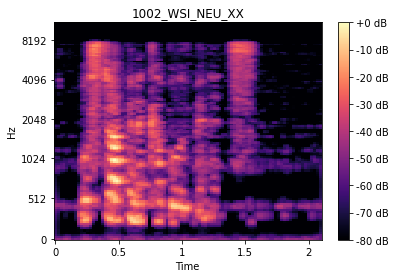 1002_WSI_NEU_XX
8192
4096
2048
1024
512
0
Hz
0
0.5
1
1.5
2
Time
+0 dB
-10 dB
-20 dB
-30 dB
-40 dB
-50 dB
-60 dB
-70 dB
-80 dB